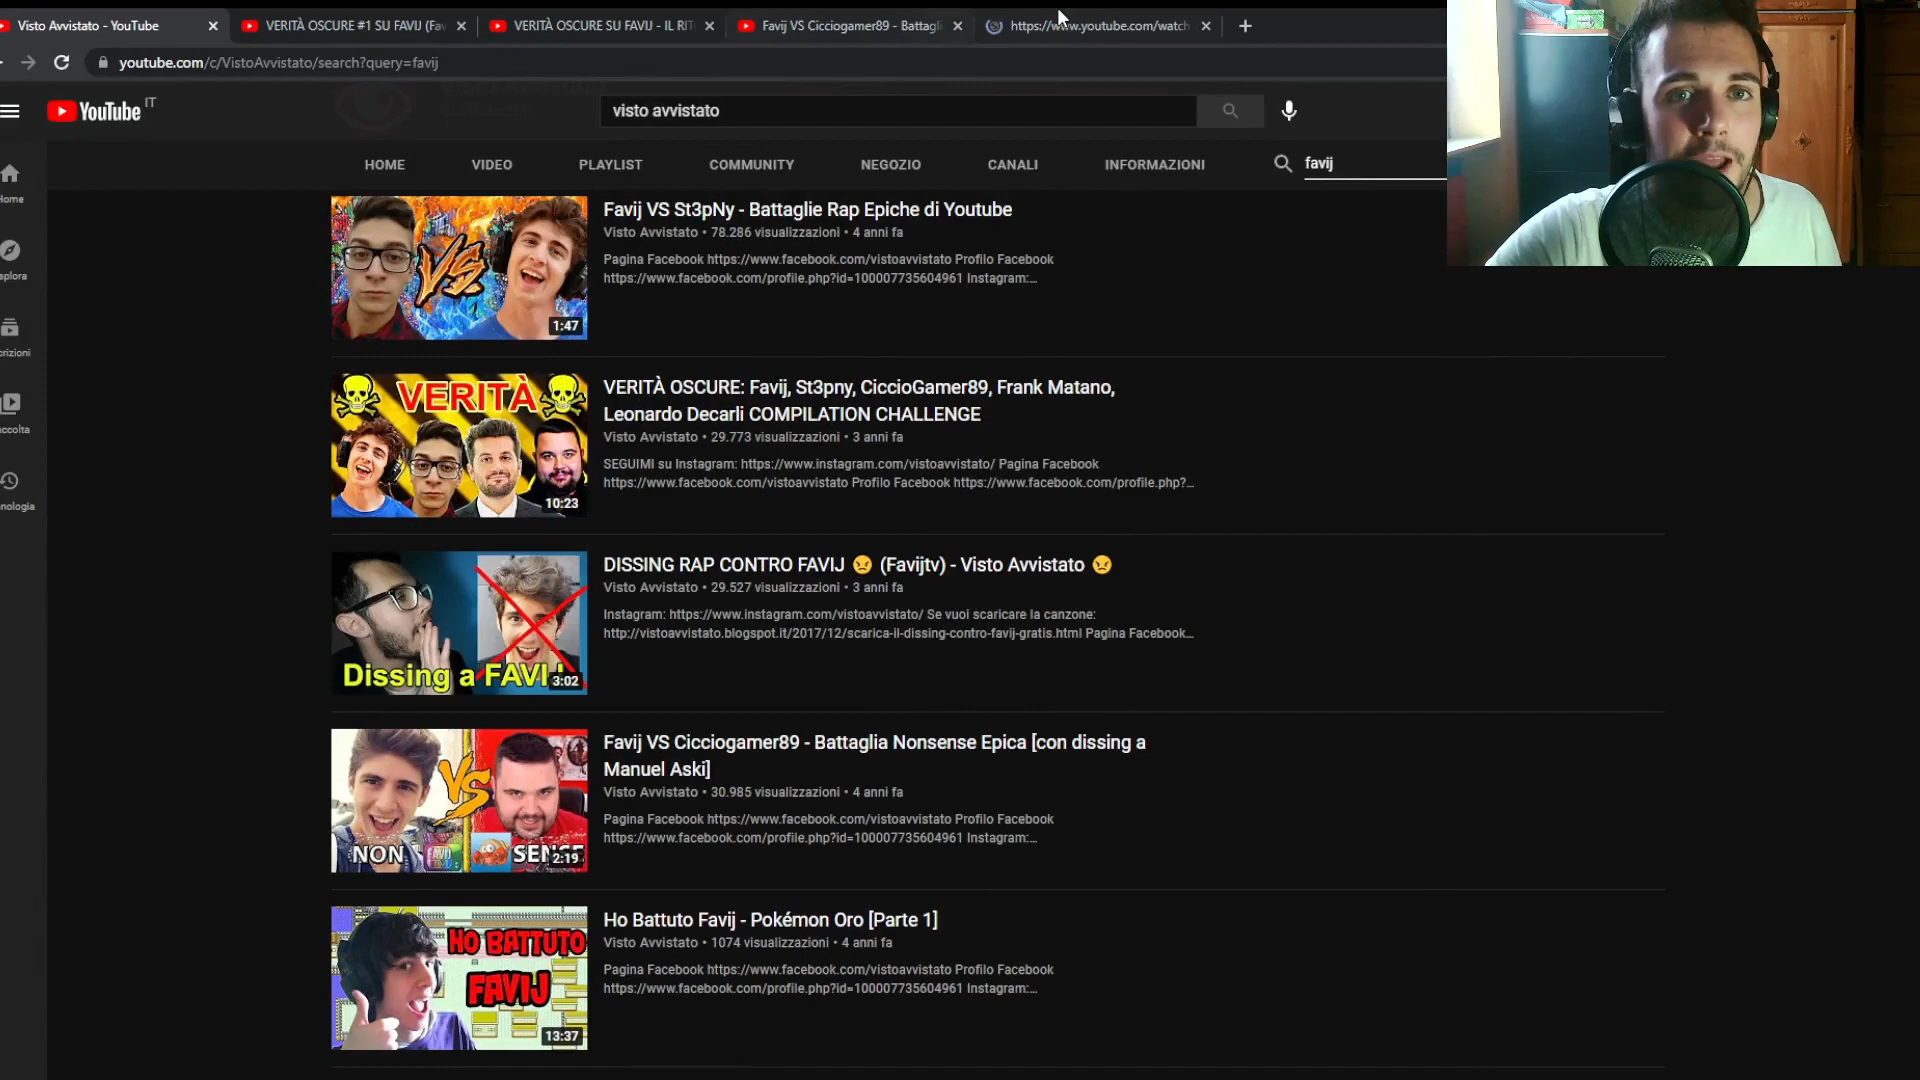 Visto Avvistato - YouTube
VERITÀ OSCURE #1 SU FAVIJ (Fav
VERITÀ OSCURE SU FAVIJ - IL RIT
Favij VS Cicciogamer89 - Battagli
https://www.youtube.com/watch
youtube.com/c/VistoAvvistato/search?query=favij
YouTube IT
visto avvistato
HOME VIDEO PLAYLIST COMMUNITY NEGOZIO CANALI INFORMAZIONI favij
Home
splora
crizioni
ccolta
nologia
VS.
1:47
Favij VS St3pNy - Battaglie Rap Epiche di Youtube
Visto Avvistato • 78.286 visualizzazioni • 4 anni fa
Pagina Facebook https://www.facebook.com/vistoavvistato Profilo Facebook
https://www.facebook.com/profile.php?id=100007735604961 Instagram:...
VERITÀ
10:23
VERITÀ OSCURE: Favij, St3pny, CiccioGamer89, Frank Matano,
Leonardo Decarli COMPILATION CHALLENGE
Visto Avvistato • 29.773 visualizzazioni • 3 anni fa
SEGUIMI su Instagram: https://www.instagram.com/vistoavvistato/ Pagina Facebook
https://www.facebook.com/vistoavvistato Profilo Facebook https://www.facebook.com/profile.php?...
Dissing a FAVIJ
3:02
DISSING RAP CONTRO FAVIJ 😠 (Favijtv) - Visto Avvistato 😠
Visto Avvistato • 29.527 visualizzazioni • 3 anni fa
Instagram: https://www.instagram.com/vistoavvistato/ Se vuoi scaricare la canzone:
http://vistoavvistato.blogspot.it/2017/12/scarica-il-dissing-contro-favij-gratis.html Pagina Facebook...
VS
NON SENSE
2:19
Favij VS Cicciogamer89 - Battaglia Nonsense Epica [con dissing a
Manuel Aski]
Visto Avvistato • 30.985 visualizzazioni • 4 anni fa
Pagina Facebook https://www.facebook.com/vistoavvistato Profilo Facebook
https://www.facebook.com/profile.php?id=100007735604961 Instagram:...
HO BATTUTO
FAVIJ
13:37
Ho Battuto Favij - Pokémon Oro [Parte 1]
Visto Avvistato • 1074 visualizzazioni • 4 anni fa
Pagina Facebook https://www.facebook.com/vistoavvistato Profilo Facebook
https://www.facebook.com/profile.php?id=100007735604961 Instagram:...